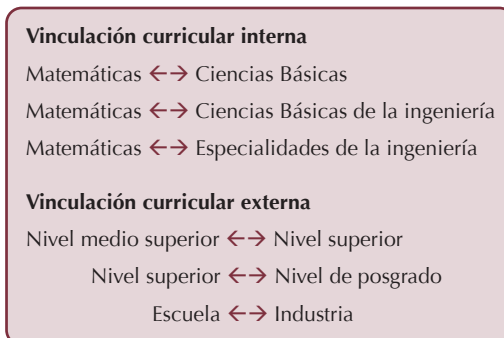 Vinculación curricular interna
Matemáticas ←→ Ciencias Básicas
Matemáticas ←→ Ciencias Básicas de la ingeniería
Matemáticas ←→ Especialidades de la ingeniería
Vinculación curricular externa
Nivel medio superior ←→ Nivel superior
Nivel superior ←→ Nivel de posgrado
Escuela ←→ Industria